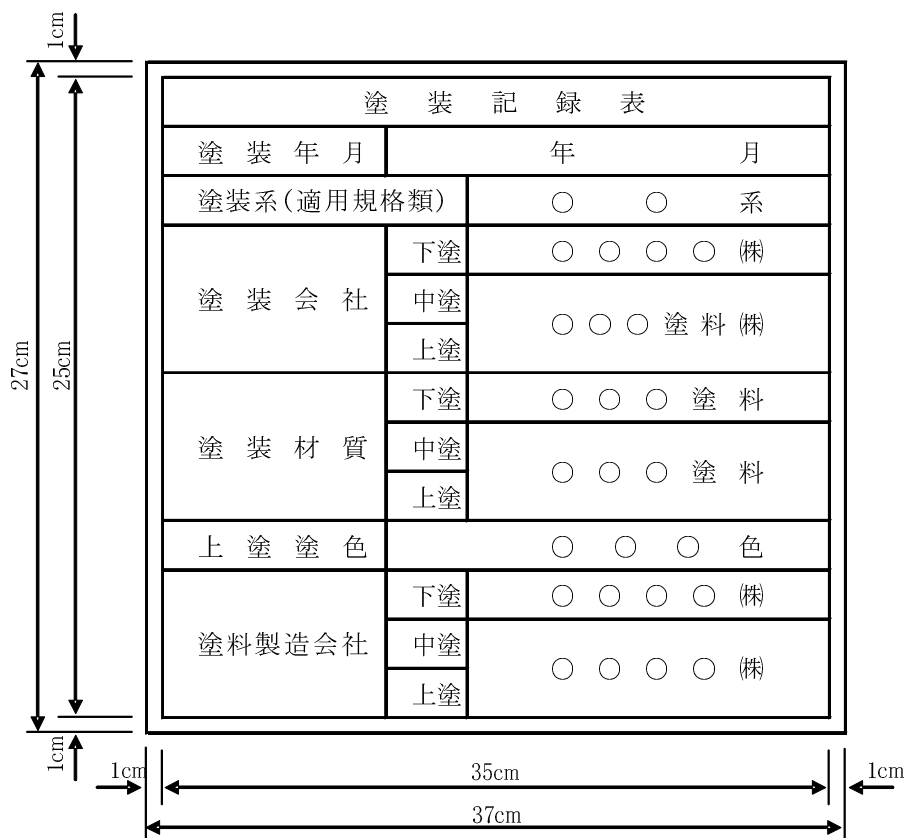 1cm
塗装記録表
塗装年月 年 月
塗装系(適用規格類) ○ ○ 系
塗装会社 下塗 ○○○○㈱
中塗 ○○○塗料㈱
上塗
塗装材質 下塗 ○○○塗料
中塗 ○○○塗料
上塗
上塗塗色 ○○○色
塗料製造会社 下塗 ○○○○㈱
中塗 ○○○○㈱
上塗
27cm
25cm
1cm
1cm
35cm
1cm
37cm